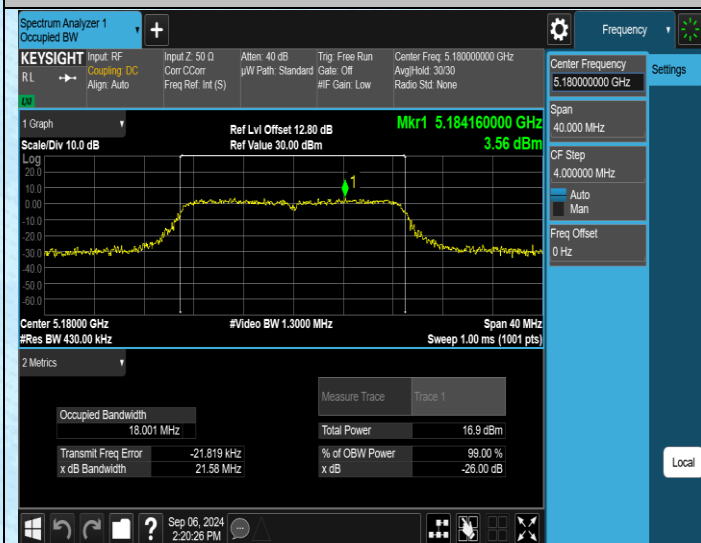 Spectrum Analyzer 1
Occupied BW
Frequency
KEYSIGHT
R L
Input: RF
Coupling: DC
Align: Auto
Input Z: 50 Ω
Corr CCorr
Freq Ref: Int (S)
Atten: 40 dB
µW Path: Standard
Trig: Free Run
Gate: Off
#IF Gain: Low
Center Freq: 5.180000000 GHz
Avg|Hold: 30/30
Radio Std: None
1 Graph
Scale/Div 10.0 dB
Ref Lvl Offset 12.80 dB
Ref Value 30.00 dBm
Mkr1 5.184160000 GHz
3.56 dBm
Log
20.0
10.0
0.00
-10.0
-20.0
-30.0
-40.0
-50.0
-60.0
1
Center 5.18000 GHz
#Res BW 430.00 kHz
#Video BW 1.3000 MHz
Span 40 MHz
Sweep 1.00 ms (1001 pts)
2 Metrics
Measure Trace
Trace 1
Occupied Bandwidth
18.001 MHz
Total Power
16.9 dBm
Transmit Freq Error
-21.819 kHz
% of OBW Power
99.00 %
x dB Bandwidth
21.58 MHz
x dB
-26.00 dB
Center Frequency
5.180000000 GHz
Settings
Span
40.000 MHz
CF Step
4.000000 MHz
Auto
Man
Freq Offset
0 Hz
Local
?
Sep 06, 2024
2:20:26 PM